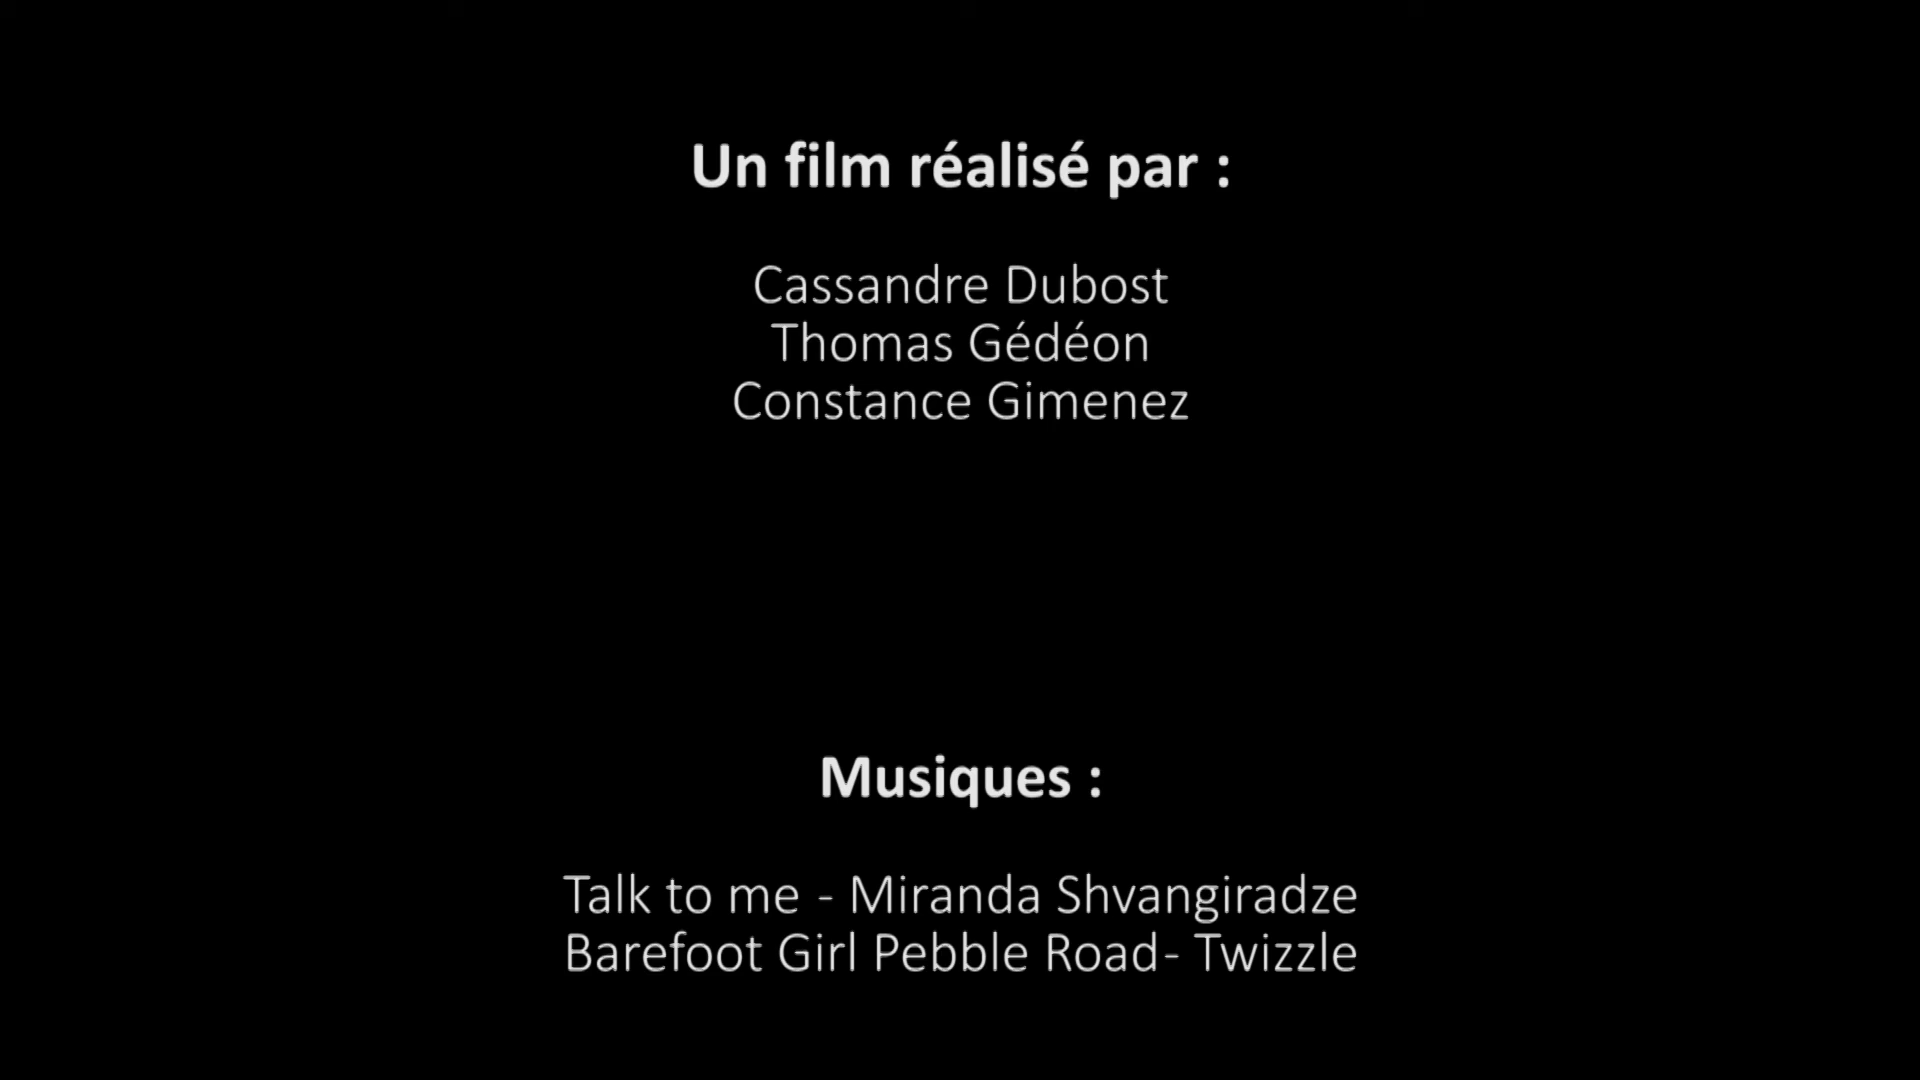 Un film réalisé par :
Cassandre Dubost
Thomas Gédéon
Constance Gimenez
Musiques :
Talk to me - Miranda Shvangiradze
Barefoot Girl Pebble Road- Twizzle